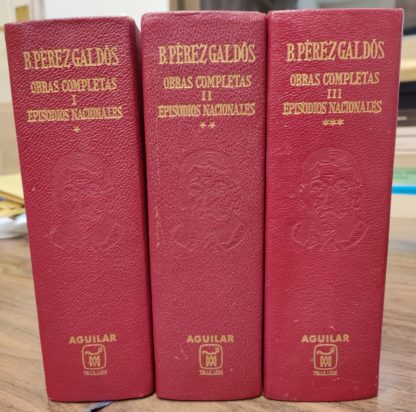 B. PÉREZ GALDÓS
OBRAS COMPLETAS
I
EPISODIOS NACIONALES
*
AGUILAR
B. PÉREZ GALDÓS
OBRAS COMPLETAS
II
EPISODIOS NACIONALES
**
AGUILAR
B. PÉREZ GALDÓS
OBRAS COMPLETAS
III
EPISODIOS NACIONALES
***
AGUILAR